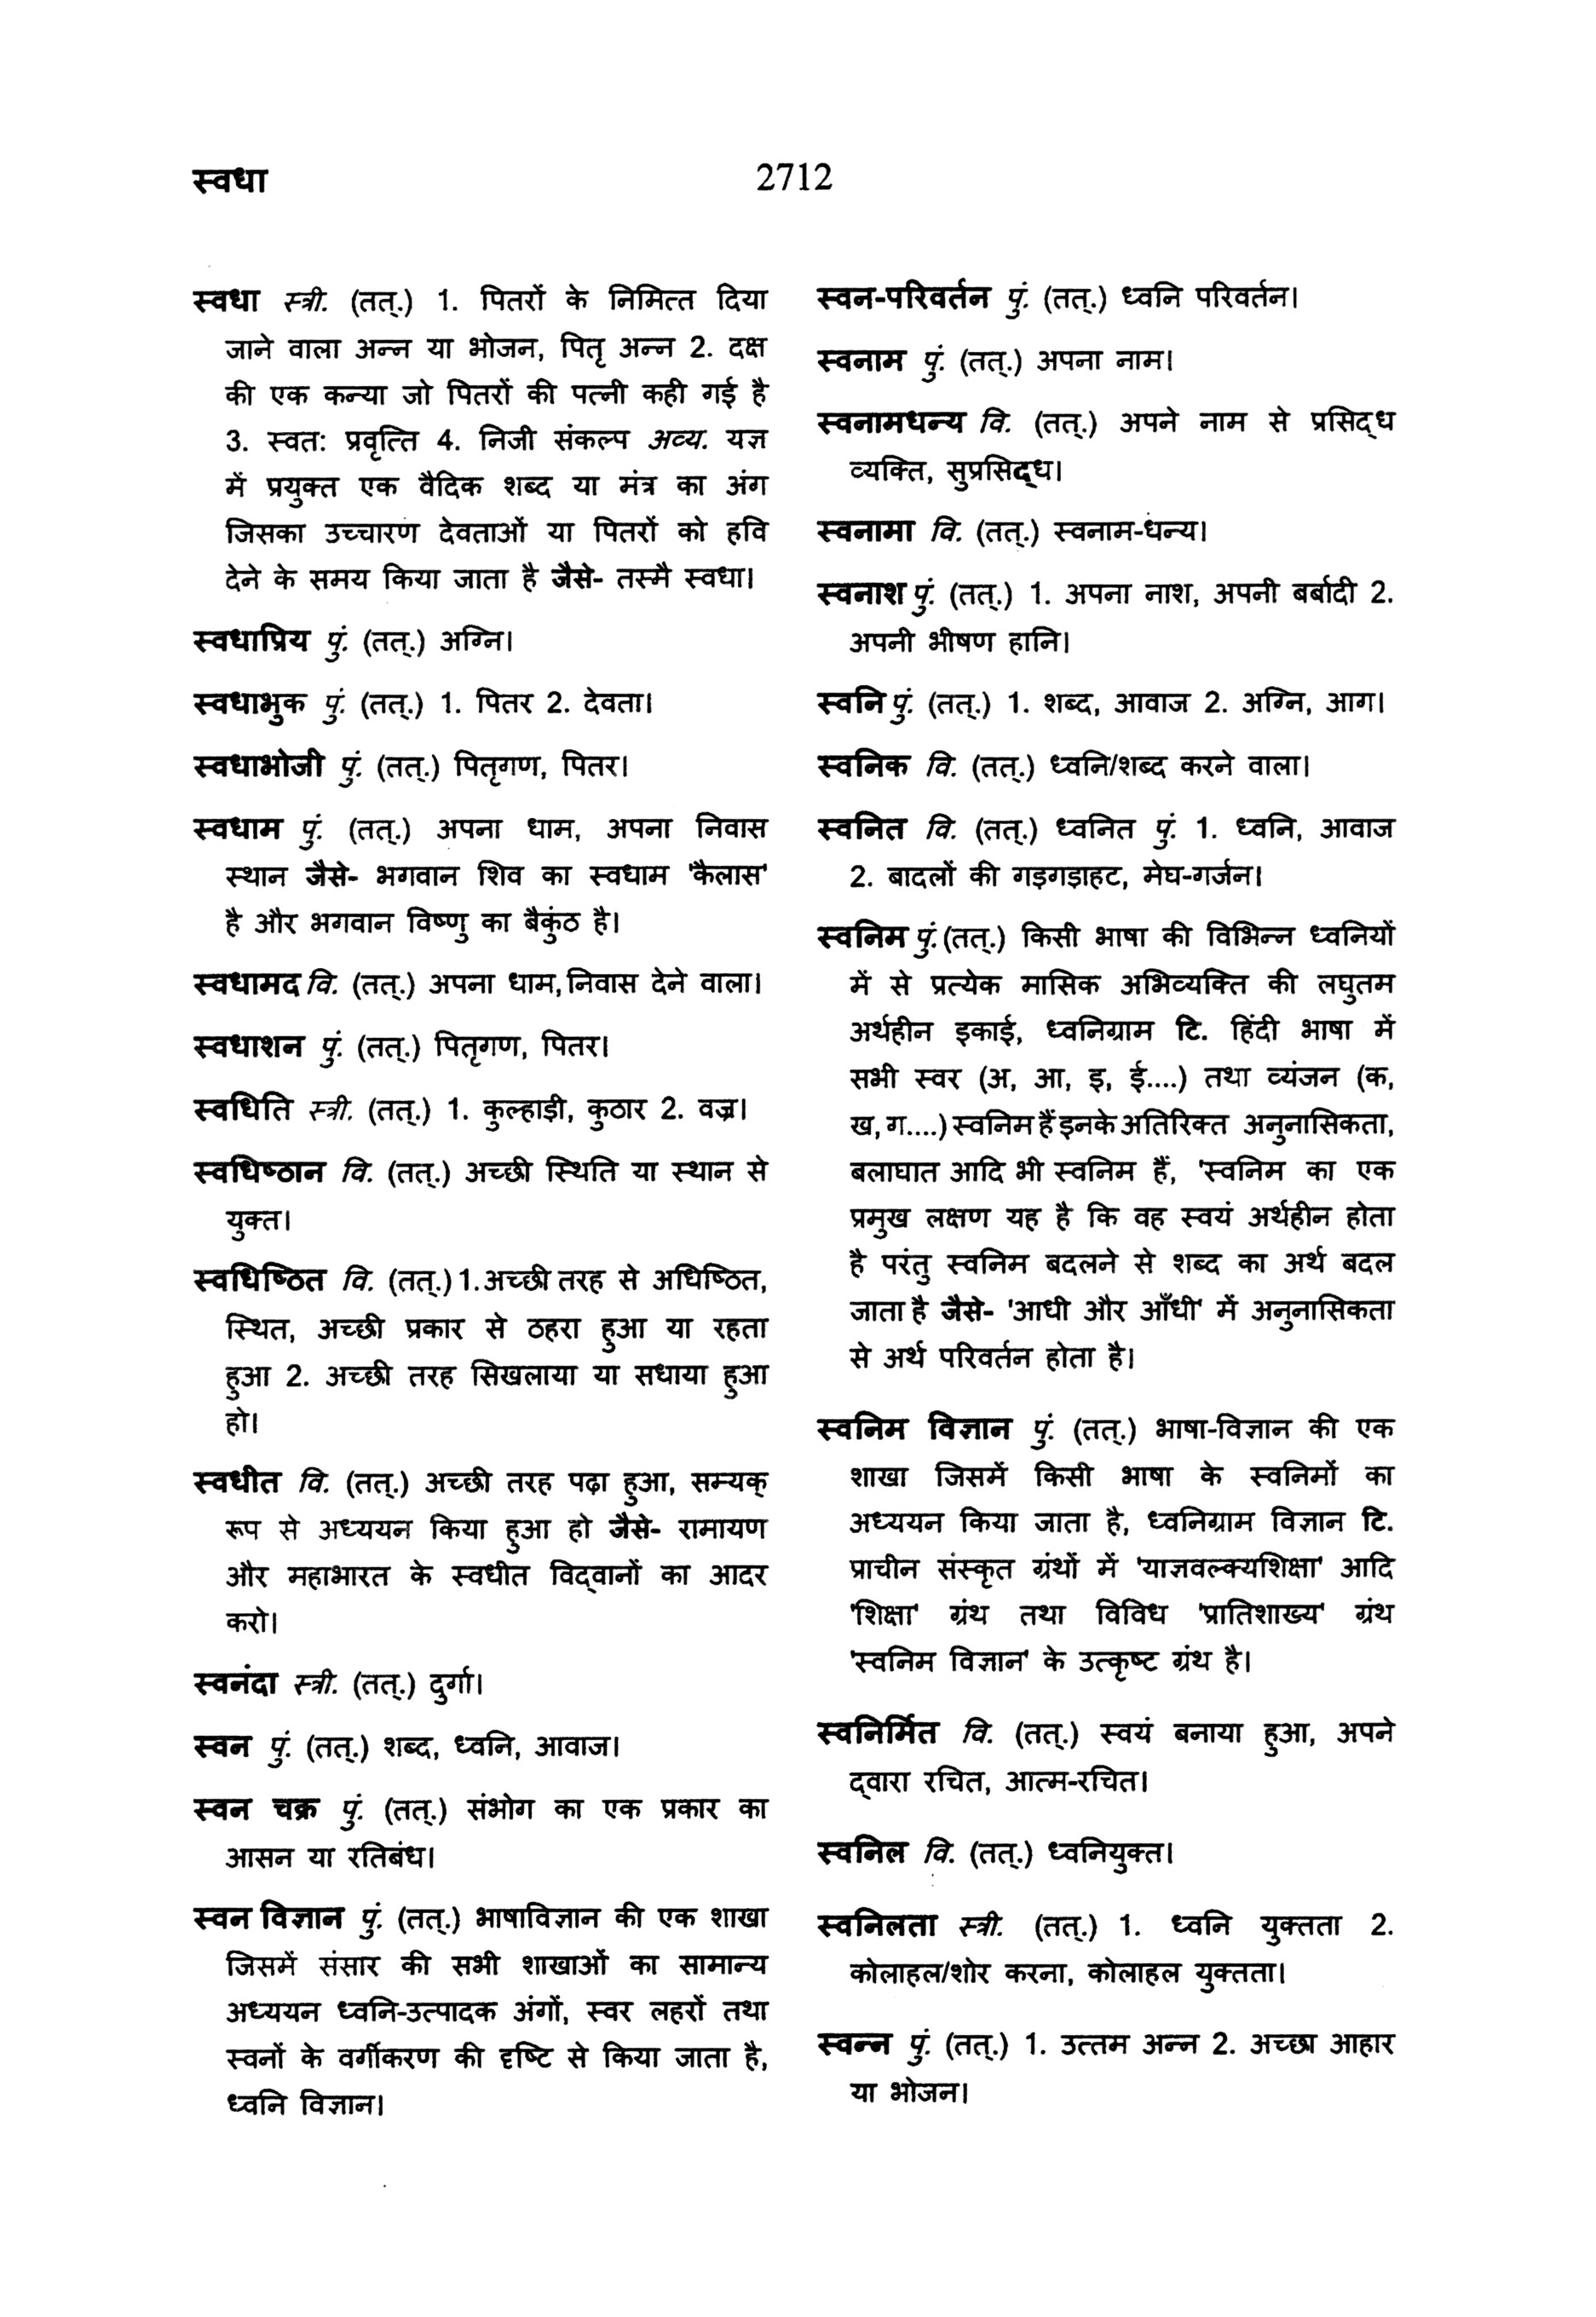 स्वधा
2712
स्वधा स्त्री. (तत्.) 1. पितरों के निमित्त दिया
जाने वाला अन्न या भोजन, पितृ अन्न 2. दक्ष
की एक कन्या जो पितरों की पत्नी कही गई है
3. स्वत: प्रवृत्ति 4. निजी संकल्प अव्य. यज्ञ
में प्रयुक्त एक वैदिक शब्द या मंत्र का अंग
जिसका उच्चारण देवताओं या पितरों को हवि
देने के समय किया जाता है जैसे- तस्मै स्वधा।
स्वधाप्रिय पुं. (तत्.) अग्नि।
स्वधाभुक पुं. (तत्.) 1. पितर 2. देवता।
स्वधाभोजी पुं. (तत्.) पितृगण, पितर।
स्वधाम पुं. (तत्.) अपना धाम, अपना निवास
स्थान जैसे- भगवान शिव का स्वधाम 'कैलास'
है और भगवान विष्णु का बैकुंठ है।
स्वधामद वि. (तत्.) अपना धाम, निवास देने वाला।
स्वधाशन पुं. (तत्.) पितृगण, पितर।
स्वधिति स्त्री. (तत्.) 1. कुल्हाड़ी, कुठार 2. वज्र।
स्वधिष्ठान वि. (तत्.) अच्छी स्थिति या स्थान से
युक्त।
स्वधिष्ठित वि. (तत्.) 1. अच्छी तरह से अधिष्ठित,
स्थित, अच्छी प्रकार से ठहरा हुआ या रहता
हुआ 2. अच्छी तरह सिखलाया या सधाया हुआ
हो।
स्वधीत वि. (तत्.) अच्छी तरह पढ़ा हुआ, सम्यक्
रूप से अध्ययन किया हुआ हो जैसे- रामायण
और महाभारत के स्वधीत विद्वानों का आदर
करो।
स्वनंदा स्त्री. (तत्.) दुर्गा।
स्वन पुं. (तत्.) शब्द, ध्वनि, आवाज।
स्वन चक्र पुं. (तत्.) संभोग का एक प्रकार का
आसन या रतिबंध।
स्वन विज्ञान पुं. (तत्.) भाषाविज्ञान की एक शाखा
जिसमें संसार की सभी शाखाओं का सामान्य
अध्ययन ध्वनि-उत्पादक अंगों, स्वर लहरों तथा
स्वनों के वर्गीकरण की दृष्टि से किया जाता है,
ध्वनि विज्ञान।
स्वन-परिवर्तन पुं. (तत्.) ध्वनि परिवर्तन।
स्वनाम पुं. (तत्.) अपना नाम।
स्वनामधन्य वि. (तत्.) अपने नाम से प्रसिद्ध
व्यक्ति, सुप्रसिद्ध।
स्वनामा वि. (तत्.) स्वनाम-धन्य।
स्वनाश पुं. (तत्.) 1. अपना नाश, अपनी बर्बादी 2.
अपनी भीषण हानि।
स्वनि पुं. (तत्.) 1. शब्द, आवाज 2. अग्नि, आग।
स्वनिक वि. (तत्.) ध्वनि/शब्द करने वाला।
स्वनित वि. (तत्.) ध्वनित पुं. 1. ध्वनि, आवाज
2. बादलों की गड़गड़ाहट, मेघ-गर्जन।
स्वनिम पुं. (तत्.) किसी भाषा की विभिन्न ध्वनियों
में से प्रत्येक मासिक अभिव्यक्ति की लघुतम
अर्थहीन इकाई, ध्वनिग्राम टि. हिंदी भाषा में
सभी स्वर (अ, आ, इ, ई....) तथा व्यंजन (क,
ख, ग....) स्वनिम हैं इनके अतिरिक्त अनुनासिकता,
बलाघात आदि भी स्वनिम हैं, 'स्वनिम का एक
प्रमुख लक्षण यह है कि वह स्वयं अर्थहीन होता
है परंतु स्वनिम बदलने से शब्द का अर्थ बदल
जाता है जैसे- 'आधी और आँधी' में अनुनासिकता
से अर्थ परिवर्तन होता है।
स्वनिम विज्ञान पुं. (तत्.) भाषा-विज्ञान की एक
शाखा जिसमें किसी भाषा के स्वनिमों का
अध्ययन किया जाता है, ध्वनिग्राम विज्ञान टि.
प्राचीन संस्कृत ग्रंथों में 'याज्ञवल्क्यशिक्षा' आदि
'शिक्षा' ग्रंथ तथा विविध 'प्रातिशाख्य' ग्रंथ
'स्वनिम विज्ञान' के उत्कृष्ट ग्रंथ है।
स्वनिर्मित वि. (तत्.) स्वयं बनाया हुआ, अपने
द्वारा रचित, आत्म-रचित।
स्वनिल वि. (तत्.) ध्वनियुक्त।
स्वनिलता स्त्री. (तत्.) 1. ध्वनि युक्तता 2.
कोलाहल/शोर करना, कोलाहल युक्तता।
स्वन्न पुं. (तत्.) 1. उत्तम अन्न 2. अच्छा आहार
या भोजन।